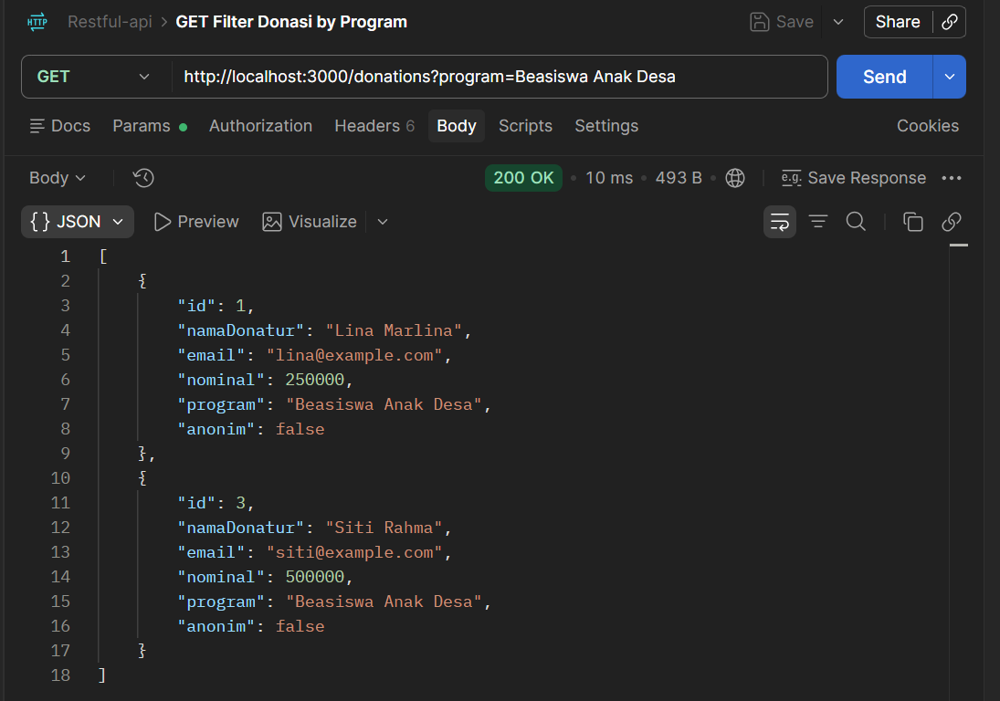 HTTP Restful-api > GET Filter Donasi by Program Save Share
GET http://localhost:3000/donations?program=Beasiswa Anak Desa Send
Docs Params Authorization Headers 6 Body Scripts Settings Cookies
Body 200 OK • 10 ms • 493 B • e.g. Save Response
{} JSON Preview Visualize
1 [
2 {
3 "id": 1,
4 "namaDonatur": "Lina Marlina",
5 "email": "lina@example.com",
6 "nominal": 250000,
7 "program": "Beasiswa Anak Desa",
8 "anonim": false
9 },
10 {
11 "id": 3,
12 "namaDonatur": "Siti Rahma",
13 "email": "siti@example.com",
14 "nominal": 500000,
15 "program": "Beasiswa Anak Desa",
16 "anonim": false
17 }
18 ]